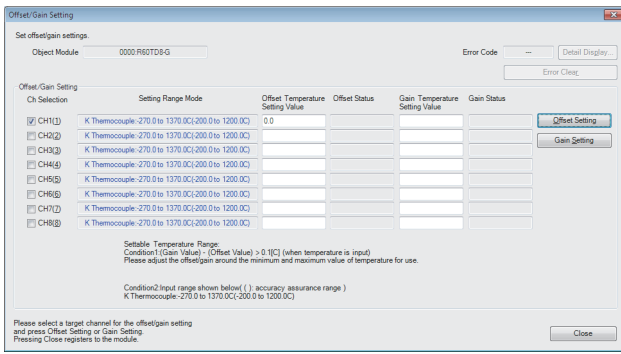 Offset/Gain Setting
Set offset/gain settings.
Object Module 0000:R60TD8-G Error Code --- Detail Display...
Error Clear
Offset/Gain Setting
Ch Selection Setting Range Mode Offset Temperature Setting Value Offset Status Gain Temperature Setting Value Gain Status
CH1(1) K Thermocouple:-270.0 to 1370.0C(-200.0 to 1200.0C) 0.0 Offset Setting
CH2(2) K Thermocouple:-270.0 to 1370.0C(-200.0 to 1200.0C) Gain Setting
CH3(3) K Thermocouple:-270.0 to 1370.0C(-200.0 to 1200.0C)
CH4(4) K Thermocouple:-270.0 to 1370.0C(-200.0 to 1200.0C)
CH5(5) K Thermocouple:-270.0 to 1370.0C(-200.0 to 1200.0C)
CH6(6) K Thermocouple:-270.0 to 1370.0C(-200.0 to 1200.0C)
CH7(7) K Thermocouple:-270.0 to 1370.0C(-200.0 to 1200.0C)
CH8(8) K Thermocouple:-270.0 to 1370.0C(-200.0 to 1200.0C)
Settable Temperature Range:
Condition1:(Gain Value) - (Offset Value) > 0.1[C] (when temperature is input)
Please adjust the offset/gain around the minimum and maximum value of temperature for use.
Condition2:Input range shown below( ( ): accuracy assurance range )
K Thermocouple:-270.0 to 1370.0C(-200.0 to 1200.0C)
Please select a target channel for the offset/gain setting
and press Offset Setting or Gain Setting.
Pressing Close registers to the module.
Close